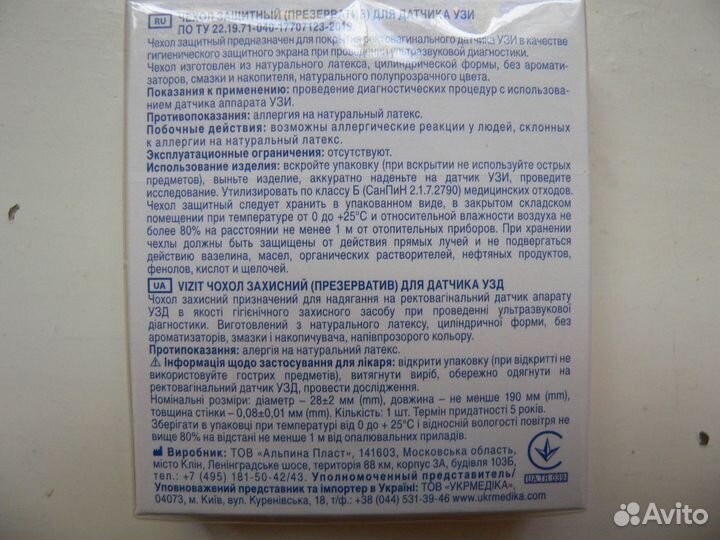 RU ЧЕХОЛ ЗАЩИТНЫЙ (ПРЕЗЕРВАТИВ) ДЛЯ ДАТЧИКА УЗИ
ПО ТУ 22.19.71-040-17707123-2019
Чехол защитный предназначен для покрытия ректовагинального датчика УЗИ в качестве
гигиенического защитного экрана при проведении ультразвуковой диагностики.
Чехол изготовлен из натурального латекса, цилиндрической формы, без аромати-
заторов, смазки и накопителя, натурального полупрозрачного цвета.
Показания к применению: проведение диагностических процедур с использова-
нием датчика аппарата УЗИ.
Противопоказания: аллергия на натуральный латекс.
Побочные действия: возможны аллергические реакции у людей, склонных
к аллергии на натуральный латекс.
Эксплуатационные ограничения: отсутствуют.
Использование изделия: вскройте упаковку (при вскрытии не используйте острых
предметов), выньте изделие, аккуратно наденьте на датчик УЗИ, проведите
исследование. Утилизировать по классу Б (СанПиН 2.1.7.2790) медицинских отходов.
Чехол защитный следует хранить в упакованном виде, в закрытом складском
помещении при температуре от 0 до +25°С и относительной влажности воздуха не
более 80% на расстоянии не менее 1 м от отопительных приборов. При хранении
чехлы должны быть защищены от действия прямых лучей и не подвергаться
действию вазелина, масел, органических растворителей, нефтяных продуктов,
фенолов, кислот и щелочей.
UA VIZIT ЧОХОЛ ЗАХИСНИЙ (ПРЕЗЕРВАТИВ) ДЛЯ ДАТЧИКА УЗД
Чохол захисний призначений для надягання на ректовагінальний датчик апарату
УЗД в якості гігієнічного захисного засобу при проведенні ультразвукової
діагностики. Виготовлений з натурального латексу, циліндричної форми, без
ароматизаторів, змазки і накопичувача, напівпрозорого кольору.
Протипоказання: алергія на натуральний латекс.
⚠ Інформація щодо застосування для лікаря: відкрити упаковку (при відкритті не
використовуйте гострих предметів), витягнути виріб, обережно одягнути на
ректовагінальний датчик УЗД, провести дослідження.
Номінальні розміри: діаметр – 28±2 мм (mm), довжина – не менше 190 мм (mm),
товщина стінки – 0,08±0,01 мм (mm). Кількість: 1 шт. Термін придатності 5 років.
Зберігати в упаковці при температурі від 0 до + 25°С і відносній вологості повітря не
вище 80% на відстані не менше 1 м від опалювальних приладів.
Виробник: ТОВ «Альпина Пласт», 141603, Московська область,
місто Клін, Ленінградське шосе, територія 88 км, корпус 3А, будівля 103Б,
тел.: +7 (495) 181-50-42/43. Уполномоченный представитель/
Уповноважений представник та імпортер в Україні: ТОВ «УКРМЕДІКА»,
04073, м. Київ, вул. Куренівська, 18, т/ф.: +38 (044) 531-39-46 www.ukrmedika.com
UA.TR.039
Avito